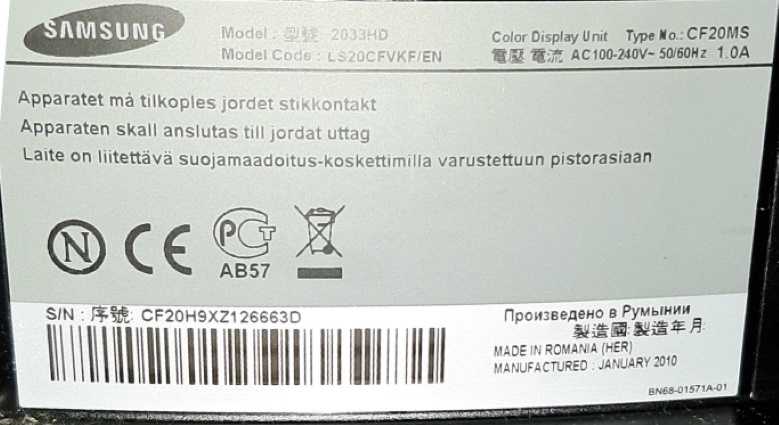 SAMSUNG
Model : 型號 2033HD
Model Code : LS20CFVKF/EN
Color Display Unit Type No.: CF20MS
電壓 電流 AC100-240V~ 50/60Hz 1.0A
Apparatet må tilkoples jordet stikkontakt
Apparaten skall anslutas till jordat uttag
Laite on liitettävä suojamaadoitus-koskettimilla varustettuun pistorasiaan
N CE PCT
AB57
S/N : 序號: CF20H9XZ126663D
Произведено в Румынии
製造國:製造年月:
MADE IN ROMANIA (HER)
MANUFACTURED : JANUARY 2010
BN68-01571A-01